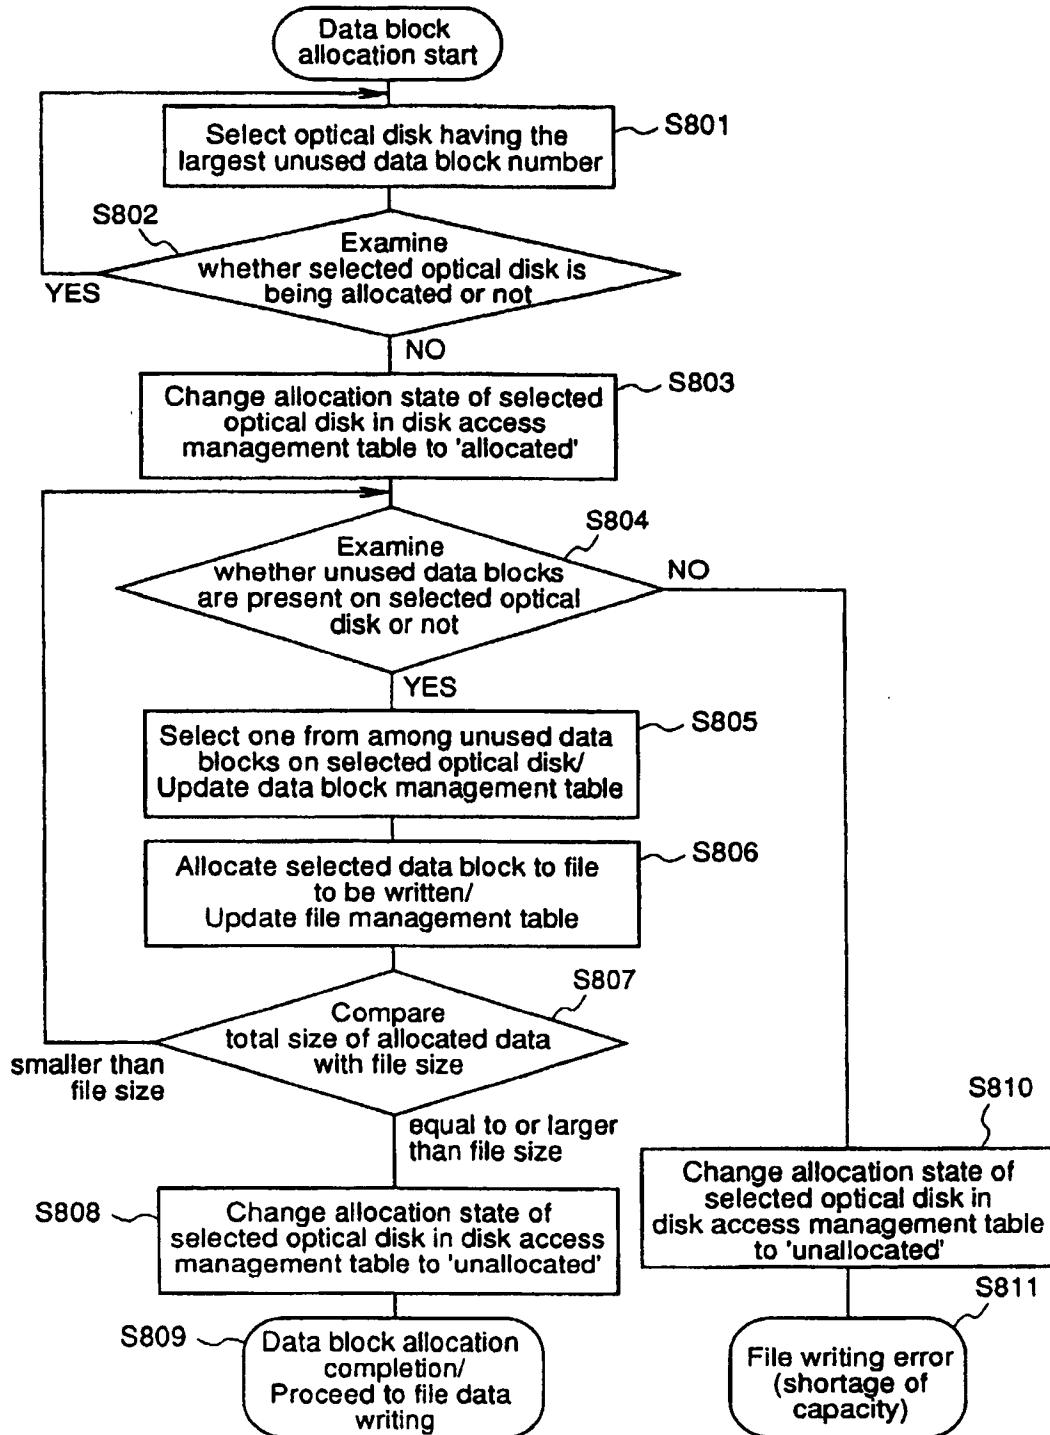 Data block
allocation start
Select optical disk having the
largest unused data block number
S801
S802
Examine
whether selected optical disk is
being allocated or not
YES
NO
Change allocation state of selected
optical disk in disk access
management table to 'allocated'
S803
S804
Examine
whether unused data blocks
are present on selected optical
disk or not
NO
YES
Select one from among unused data
blocks on selected optical disk/
Update data block management table
S805
Allocate selected data block to file
to be written/
Update file management table
S806
S807
Compare
total size of allocated data
with file size
smaller than
file size
equal to or larger
than file size
S808
Change allocation state of
selected optical disk in disk access
management table to 'unallocated'
S810
Change allocation state of
selected optical disk in
disk access management table
to 'unallocated'
S809
Data block allocation
completion/
Proceed to file data
writing
S811
File writing error
(shortage of
capacity)